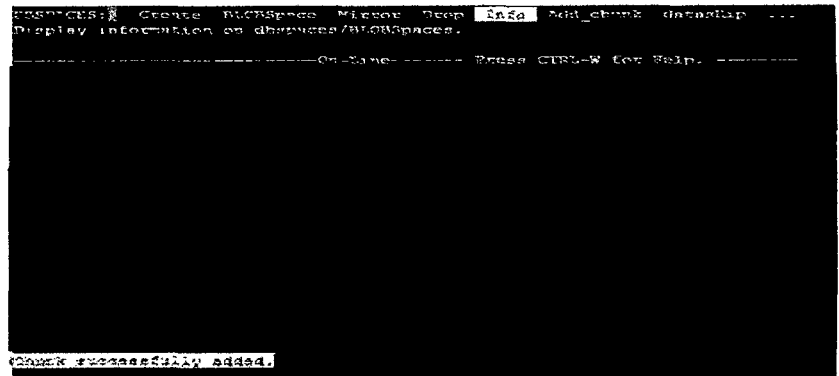 DBSPACES: Create BLOBSpace Mirror Drop Info Add_chunk dataskip ...
Display information on dbspaces/BLOBSpaces.
-----------------------On-Line------- Press CTRL-W for Help. --------
Chunk successfully added.